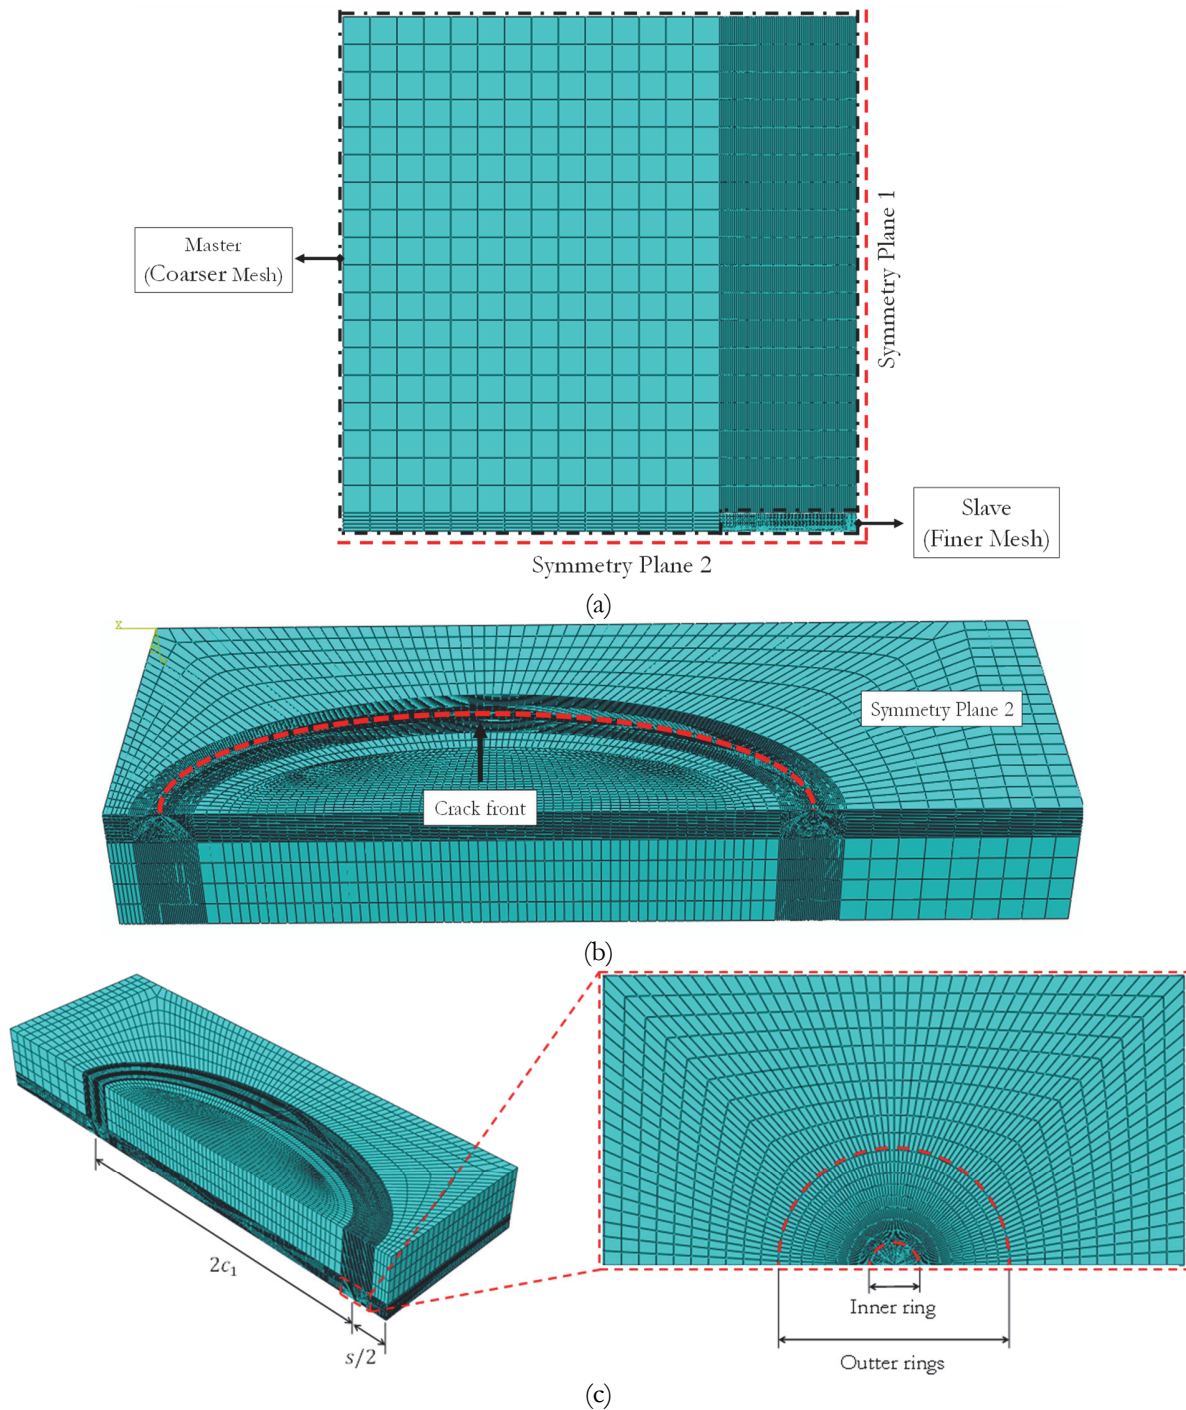 Master
(Coarser Mesh)
Symmetry Plane 1
Slave
(Finer Mesh)
Symmetry Plane 2
(a)
x
Symmetry Plane 2
Crack front
(b)
2c₁
s/2
Inner ring
Outter rings
(c)